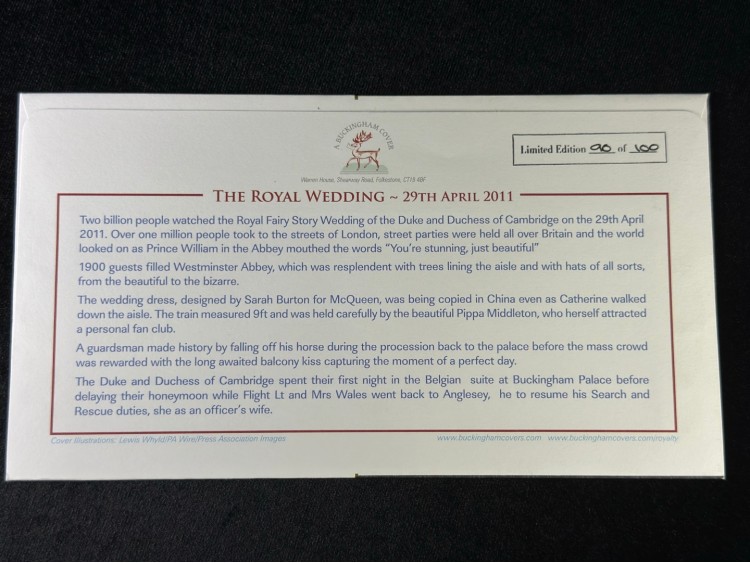 A BUCKINGHAM COVER
Limited Edition 90 of 100
Warren House, Shearway Road, Folkestone, CT19 4BF
THE ROYAL WEDDING ~ 29TH APRIL 2011
Two billion people watched the Royal Fairy Story Wedding of the Duke and Duchess of Cambridge on the 29th April
2011. Over one million people took to the streets of London, street parties were held all over Britain and the world
looked on as Prince William in the Abbey mouthed the words "You're stunning, just beautiful"
1900 guests filled Westminster Abbey, which was resplendent with trees lining the aisle and with hats of all sorts,
from the beautiful to the bizarre.
The wedding dress, designed by Sarah Burton for McQueen, was being copied in China even as Catherine walked
down the aisle. The train measured 9ft and was held carefully by the beautiful Pippa Middleton, who herself attracted
a personal fan club.
A guardsman made history by falling off his horse during the procession back to the palace before the mass crowd
was rewarded with the long awaited balcony kiss capturing the moment of a perfect day.
The Duke and Duchess of Cambridge spent their first night in the Belgian suite at Buckingham Palace before
delaying their honeymoon while Flight Lt and Mrs Wales went back to Anglesey, he to resume his Search and
Rescue duties, she as an officer's wife.
Cover Illustrations: Lewis Whyld/PA Wire/Press Association Images
www.buckinghamcovers.com www.buckinghamcovers.com/royalty